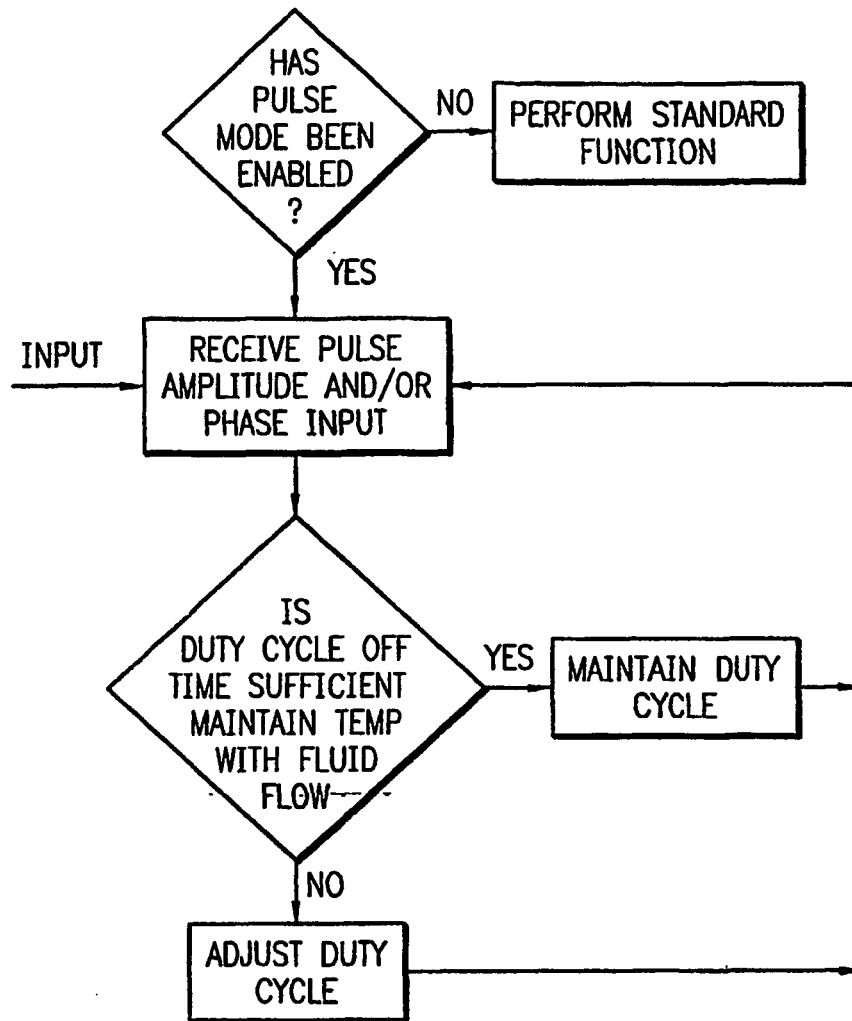 HAS
PULSE
MODE BEEN
ENABLED
?
NO
PERFORM STANDARD
FUNCTION
YES
INPUT
RECEIVE PULSE
AMPLITUDE AND/OR
PHASE INPUT
IS
DUTY CYCLE OFF
TIME SUFFICIENT
MAINTAIN TEMP
WITH FLUID
FLOW
YES
MAINTAIN DUTY
CYCLE
NO
ADJUST DUTY
CYCLE